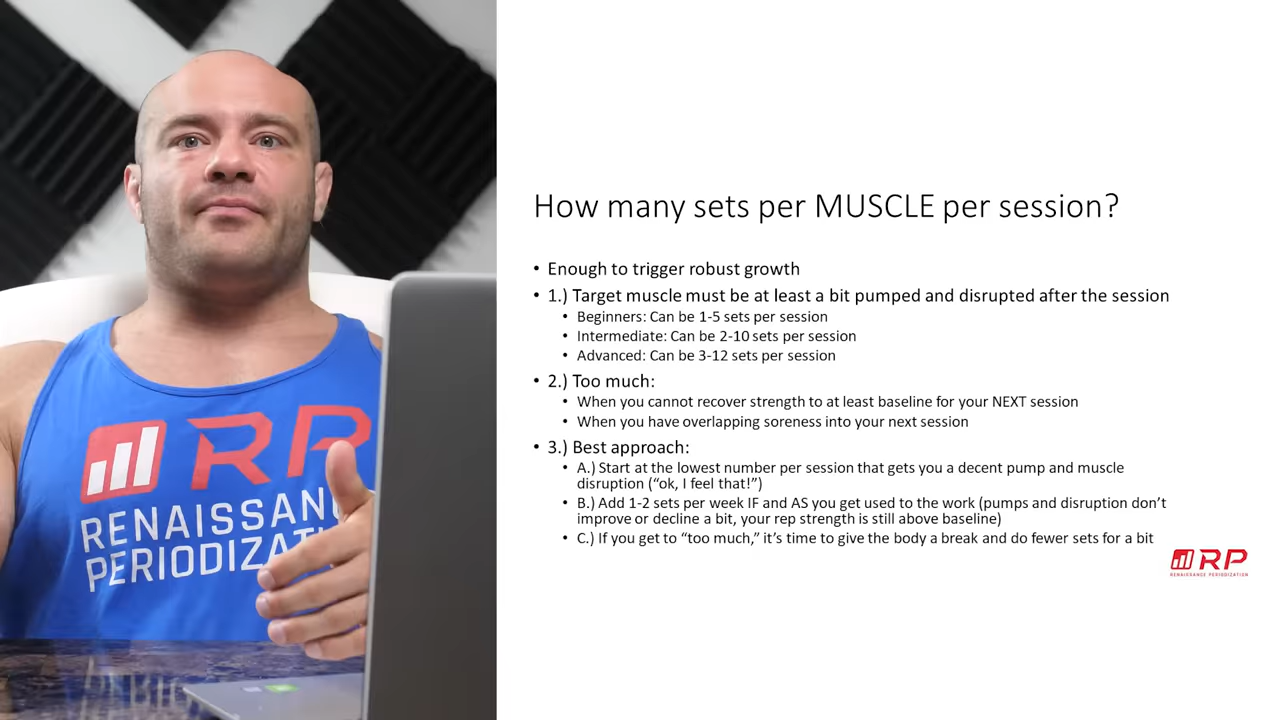 RP
RENAISSAN
PERIODIZATI
How many sets per MUSCLE per session?
• Enough to trigger robust growth
• 1.) Target muscle must be at least a bit pumped and disrupted after the session
• Beginners: Can be 1-5 sets per session
• Intermediate: Can be 2-10 sets per session
• Advanced: Can be 3-12 sets per session
• 2.) Too much:
• When you cannot recover strength to at least baseline for your NEXT session
• When you have overlapping soreness into your next session
• 3.) Best approach:
• A.) Start at the lowest number per session that gets you a decent pump and muscle
disruption (“ok, I feel that!”)
• B.) Add 1-2 sets per week IF and AS you get used to the work (pumps and disruption don’t
improve or decline a bit, your rep strength is still above baseline)
• C.) If you get to “too much,” it’s time to give the body a break and do fewer sets for a bit
RP
RENAISSANCE PERIODIZATION